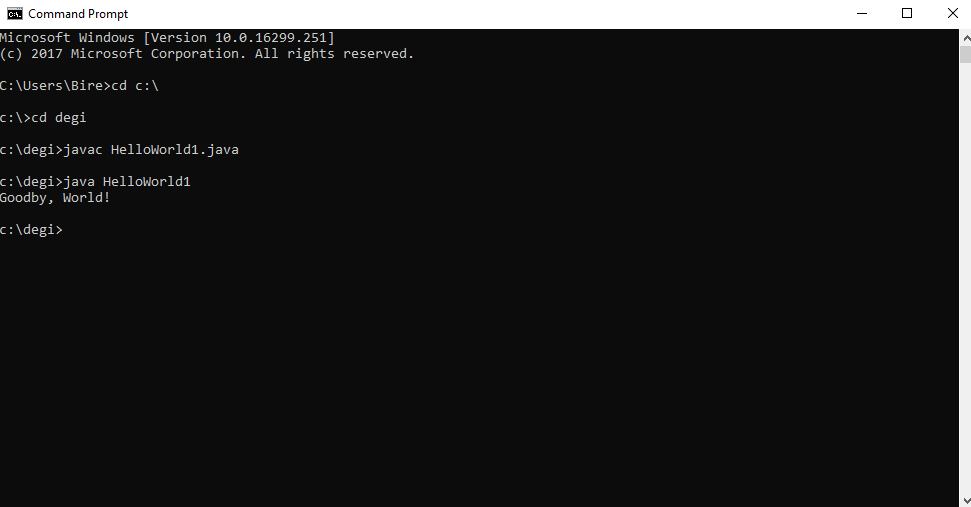 Command Prompt
Microsoft Windows [Version 10.0.16299.251]
(c) 2017 Microsoft Corporation. All rights reserved.
C:\Users\Bire>cd c:\
c:\>cd degi
c:\degi>javac HelloWorld1.java
c:\degi>java HelloWorld1
Goodby, World!
c:\degi>